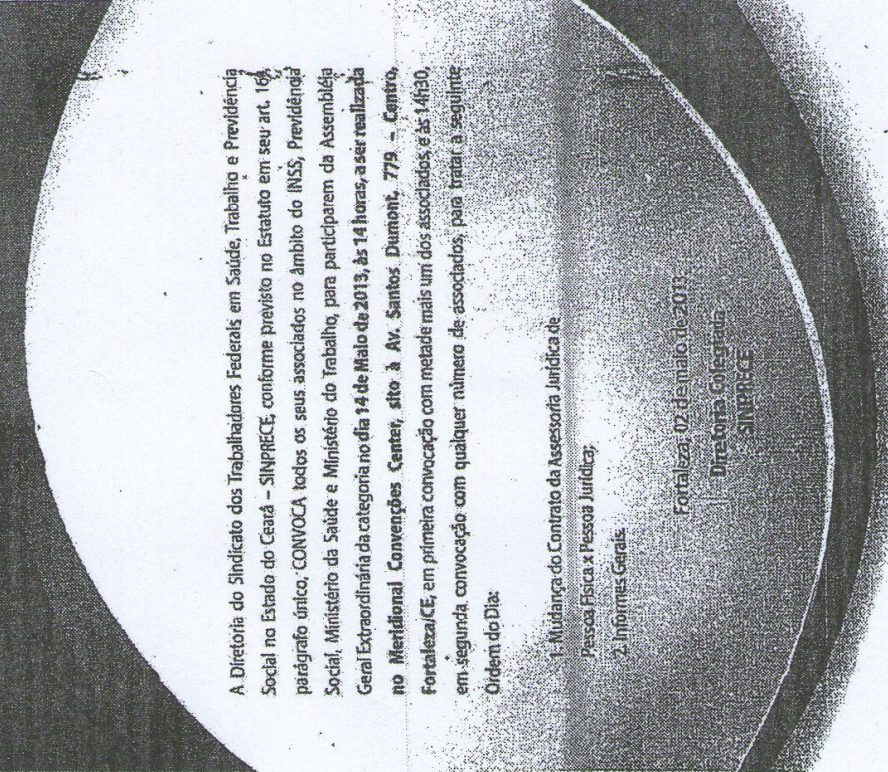 A Diretoria do Sindicato dos Trabalhadores Federais em Saúde, Trabalho e Previdência
Social no Estado do Ceará – SINPRECE, conforme previsto no Estatuto em seu art. 16,
parágrafo único, CONVOCA todos os seus associados no âmbito do INSS, Previdência
Social, Ministério da Saúde e Ministério do Trabalho, para participarem da Assembléia
Geral Extraordinária da categoria no dia 14 de Maio de 2013, às 14 horas, a ser realizada
no Meridional Convenções Center, sito à Av. Santos Dumont, 779 – Centro,
Fortaleza/CE, em primeira convocação com metade mais um dos associados, e às 14h30,
em segunda convocação com qualquer número de associados, para tratar a seguinte
Ordem do Dia:
1. Mudança do Contrato da Assessoria Jurídica de
Pessoa Física x Pessoa Jurídica;
2. Informes Gerais.
Fortaleza, 02 de maio de 2013
Diretoria Colegiada
SINPRECE